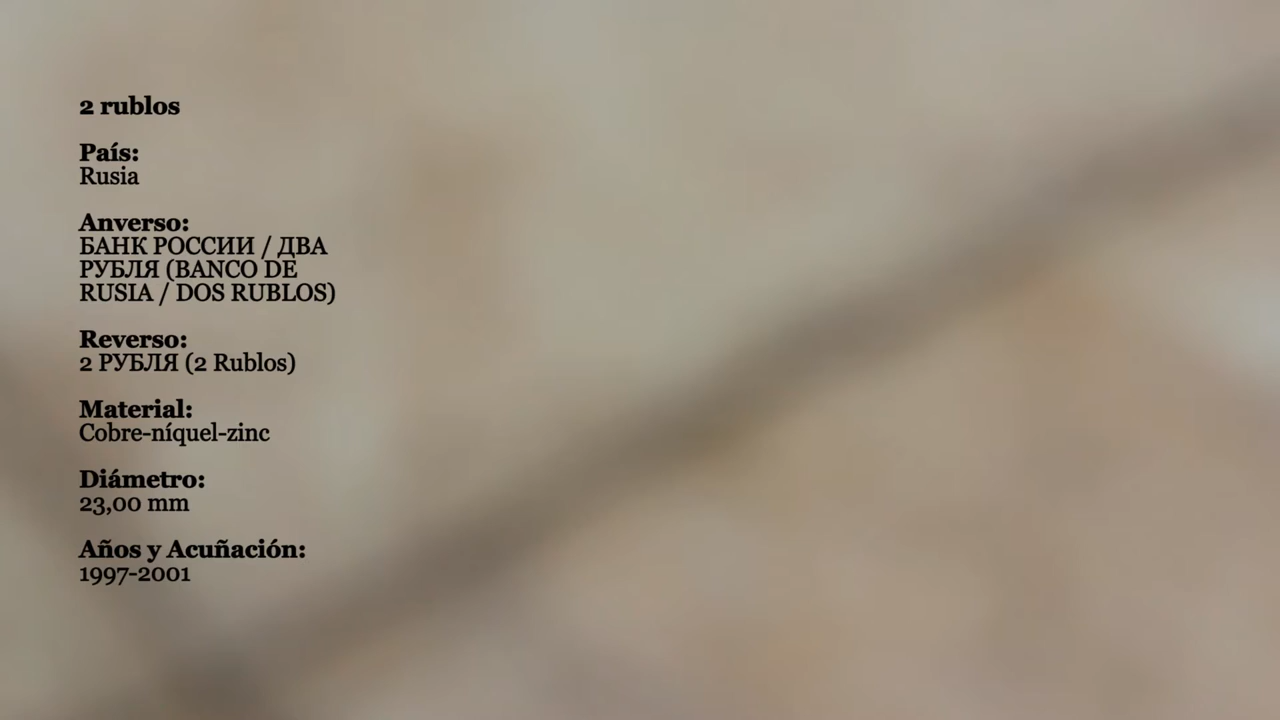 2 rublos
País:
Rusia
Anverso:
БАНК РОССИИ / ДВА
РУБЛЯ (BANCO DE
RUSIA / DOS RUBLOS)
Reverso:
2 РУБЛЯ (2 Rublos)
Material:
Cobre-níquel-zinc
Diámetro:
23,00 mm
Años y Acuñación:
1997-2001